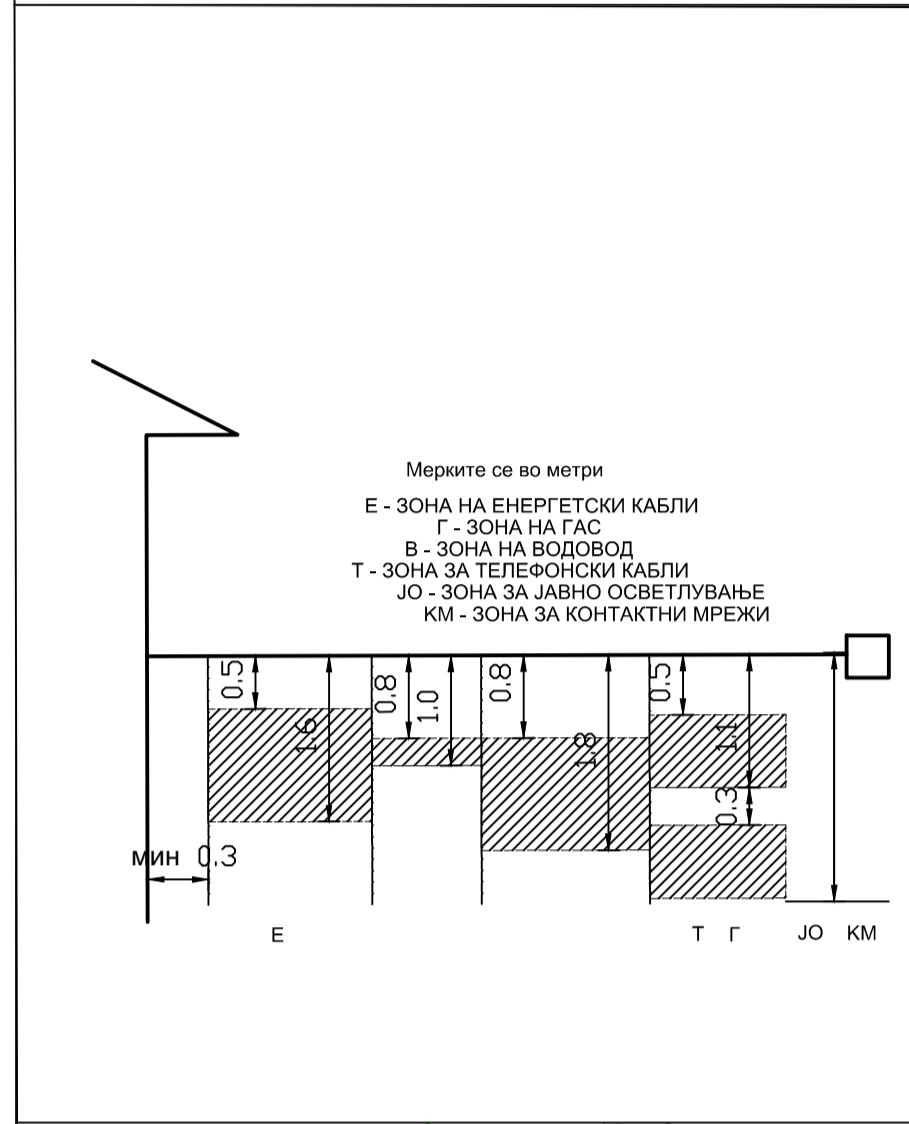 Мерките се во метри
Е - ЗОНА НА ЕНЕРГЕТСКИ КАБЛИ
Г - ЗОНА НА ГАС
В - ЗОНА НА ВОДОВОД
Т - ЗОНА ЗА ТЕЛЕФОНСКИ КАБЛИ
ЈО - ЗОНА ЗА ЈАВНО ОСВЕТЛУВАЊЕ
КМ - ЗОНА ЗА КОНТАКТНИ МРЕЖИ
0.5
1.6
0.8
1.0
0.8
1.8
0.5
1.1
0.3
мин 0.3
Е
Т Г
ЈО КМ